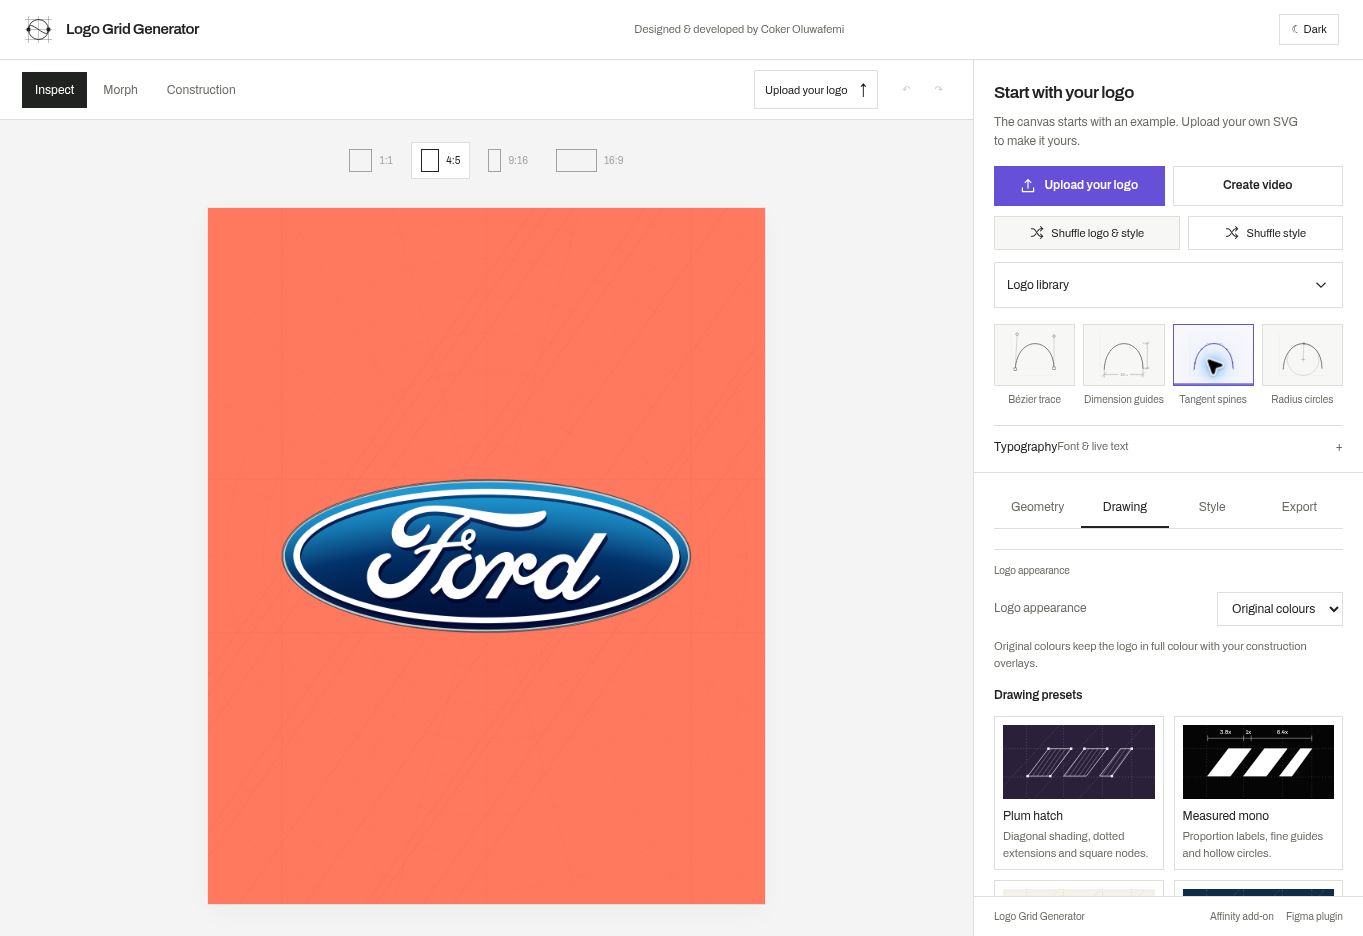 Logo Grid Generator
Designed & developed by Coker Oluwafemi
☾ Dark
Inspect
Morph
Construction
Upload your logo ↑
1:1
4:5
9:16
16:9
Ford
Start with your logo
The canvas starts with an example. Upload your own SVG
to make it yours.
Upload your logo
Create video
Shuffle logo & style
Shuffle style
Logo library
Bézier trace
Dimension guides
Tangent spines
Radius circles
Typography Font & live text +
Geometry
Drawing
Style
Export
Logo appearance
Logo appearance
Original colours
Original colours keep the logo in full colour with your construction
overlays.
Drawing presets
Plum hatch
Diagonal shading, dotted
extensions and square nodes.
3.8x 1x 6.4x
Measured mono
Proportion labels, fine guides
and hollow circles.
Logo Grid Generator
Affinity add-on
Figma plugin